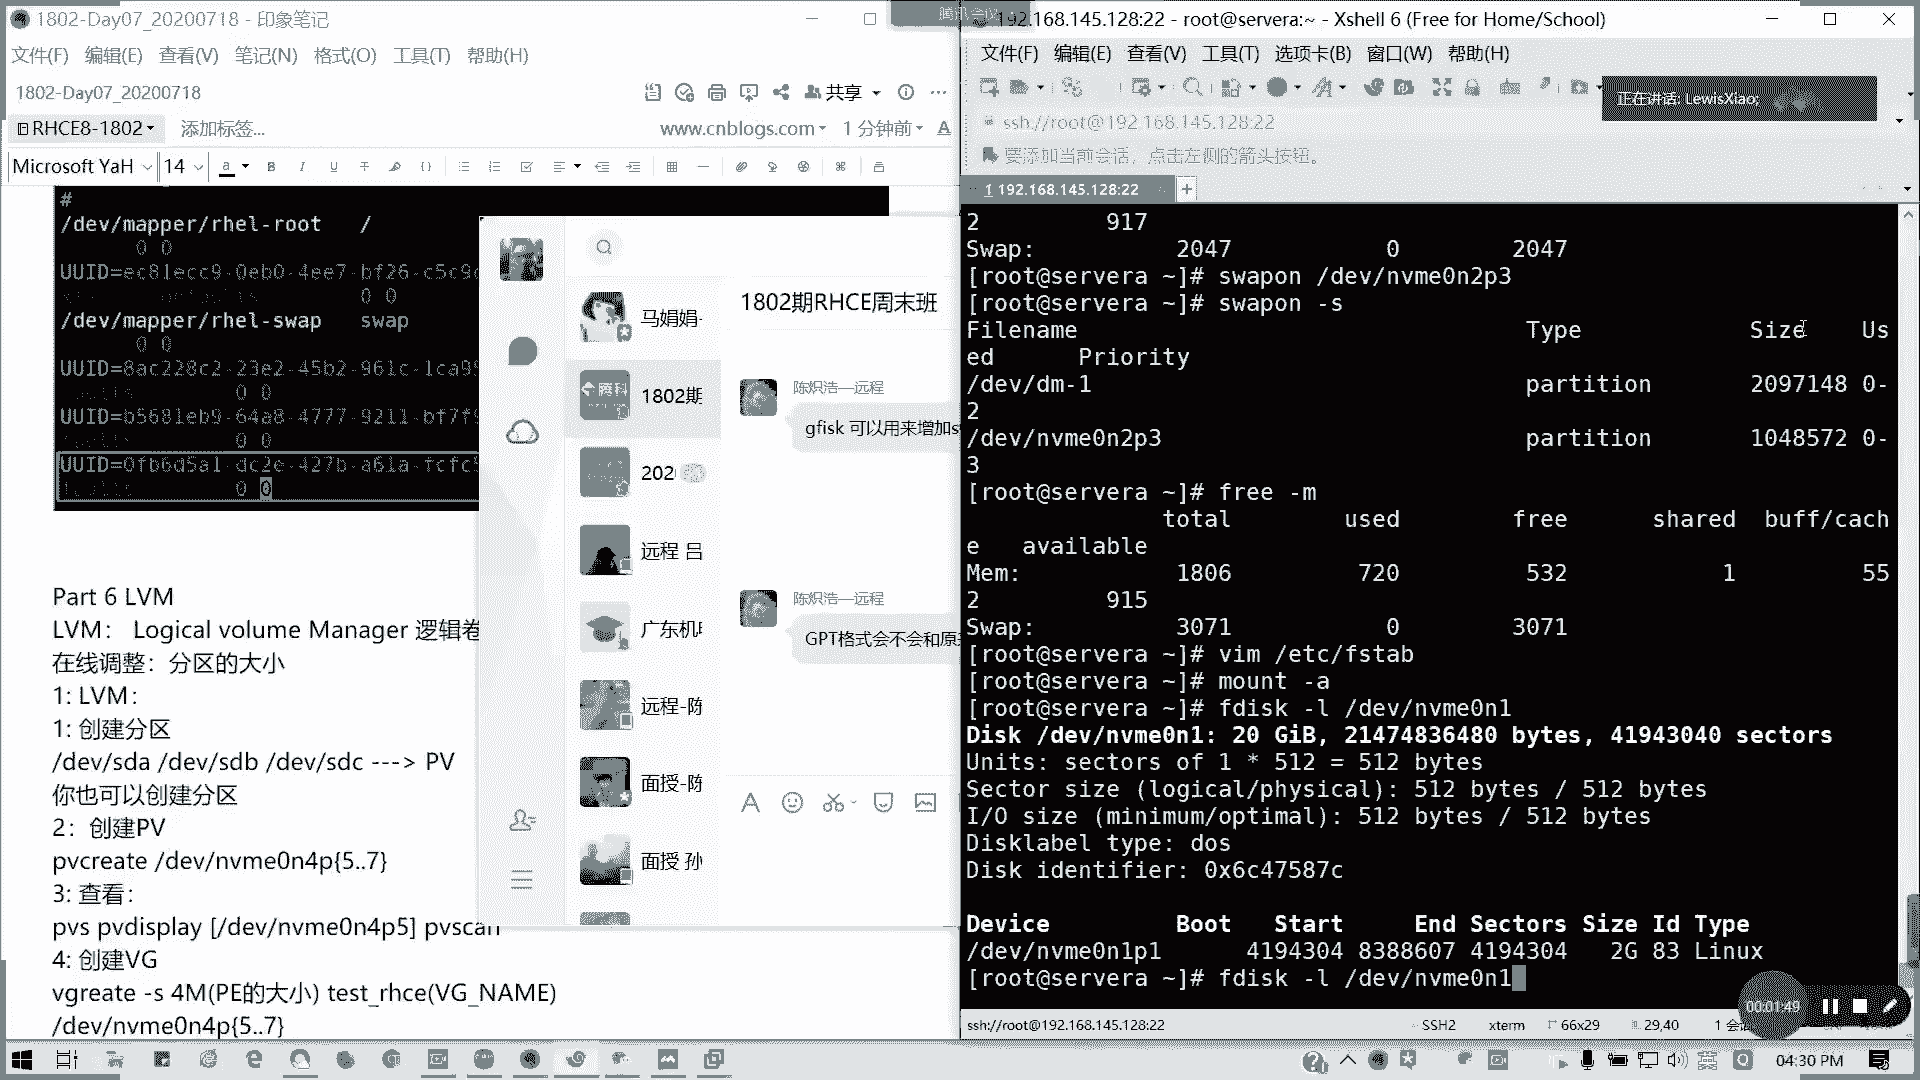 1802-Day07_20200718 - 印象笔记
文件(F) 编辑(E) 查看(V) 笔记(N) 格式(O) 工具(T) 帮助(H)
1802-Day07_20200718
共享
RHCE8-1802
添加标签...
www.cnblogs.com
1 分钟前
Microsoft YaH
14
#
/dev/mapper/rhel-root /
0 0
UUID=ec81ecc9-0eb0-4ee7-bf26-c5c9c
0 0
/dev/mapper/rhel-swap swap
0 0
UUID=8ac228c2-23e2-45b2-961c-1ca99
0 0
UUID=b5681eb9-64a8-4777-9211-bf7f9
0 0
UUID=0fb6d5a1-dc2e-427b-a61a-fcfc5
0 0
Part 6 LVM
LVM： Logical volume Manager 逻辑卷
在线调整：分区的大小
1: LVM：
1: 创建分区
/dev/sda /dev/sdb /dev/sdc ---> PV
你也可以创建分区
2：创建PV
pvcreate /dev/nvme0n4p{5..7}
3: 查看：
pvs pvdisplay [/dev/nvme0n4p5] pvscan
4: 创建VG
vgreate -s 4M(PE的大小) test_rhce(VG_NAME)
/dev/nvme0n4p{5..7}
马娟娟-
1802期
202
远程 吕
广东机
远程-陈
面授-陈
面授 孙
1802期RHCE周末班
陈炽浩—远程
gfisk 可以用来增加s
陈炽浩—远程
GPT格式会不会和原
腾讯会议
192.168.145.128:22 - root@servera:~ - Xshell 6 (Free for Home/School)
文件(F) 编辑(E) 查看(V) 工具(T) 选项卡(B) 窗口(W) 帮助(H)
正在讲话: LewisXiao;
ssh://root@192.168.145.128:22
要添加当前会话，点击左侧的箭头按钮。
1 192.168.145.128:22
2 917
Swap: 2047 0 2047
[root@servera ~]# swapon /dev/nvme0n2p3
[root@servera ~]# swapon -s
Filename Type Size Us
ed Priority
/dev/dm-1 partition 2097148 0-
2
/dev/nvme0n2p3 partition 1048572 0-
3
[root@servera ~]# free -m
total used free shared buff/cach
e available
Mem: 1806 720 532 1 55
2 915
Swap: 3071 0 3071
[root@servera ~]# vim /etc/fstab
[root@servera ~]# mount -a
[root@servera ~]# fdisk -l /dev/nvme0n1
Disk /dev/nvme0n1: 20 GiB, 21474836480 bytes, 41943040 sectors
Units: sectors of 1 * 512 = 512 bytes
Sector size (logical/physical): 512 bytes / 512 bytes
I/O size (minimum/optimal): 512 bytes / 512 bytes
Disklabel type: dos
Disk identifier: 0x6c47587c
Device Boot Start End Sectors Size Id Type
/dev/nvme0n1p1 4194304 8388607 4194304 2G 83 Linux
[root@servera ~]# fdisk -l /dev/nvme0n1
00:01:49
ssh://root@192.168.145.128:22
SSH2
xterm
66x29
29,40
04:30 PM